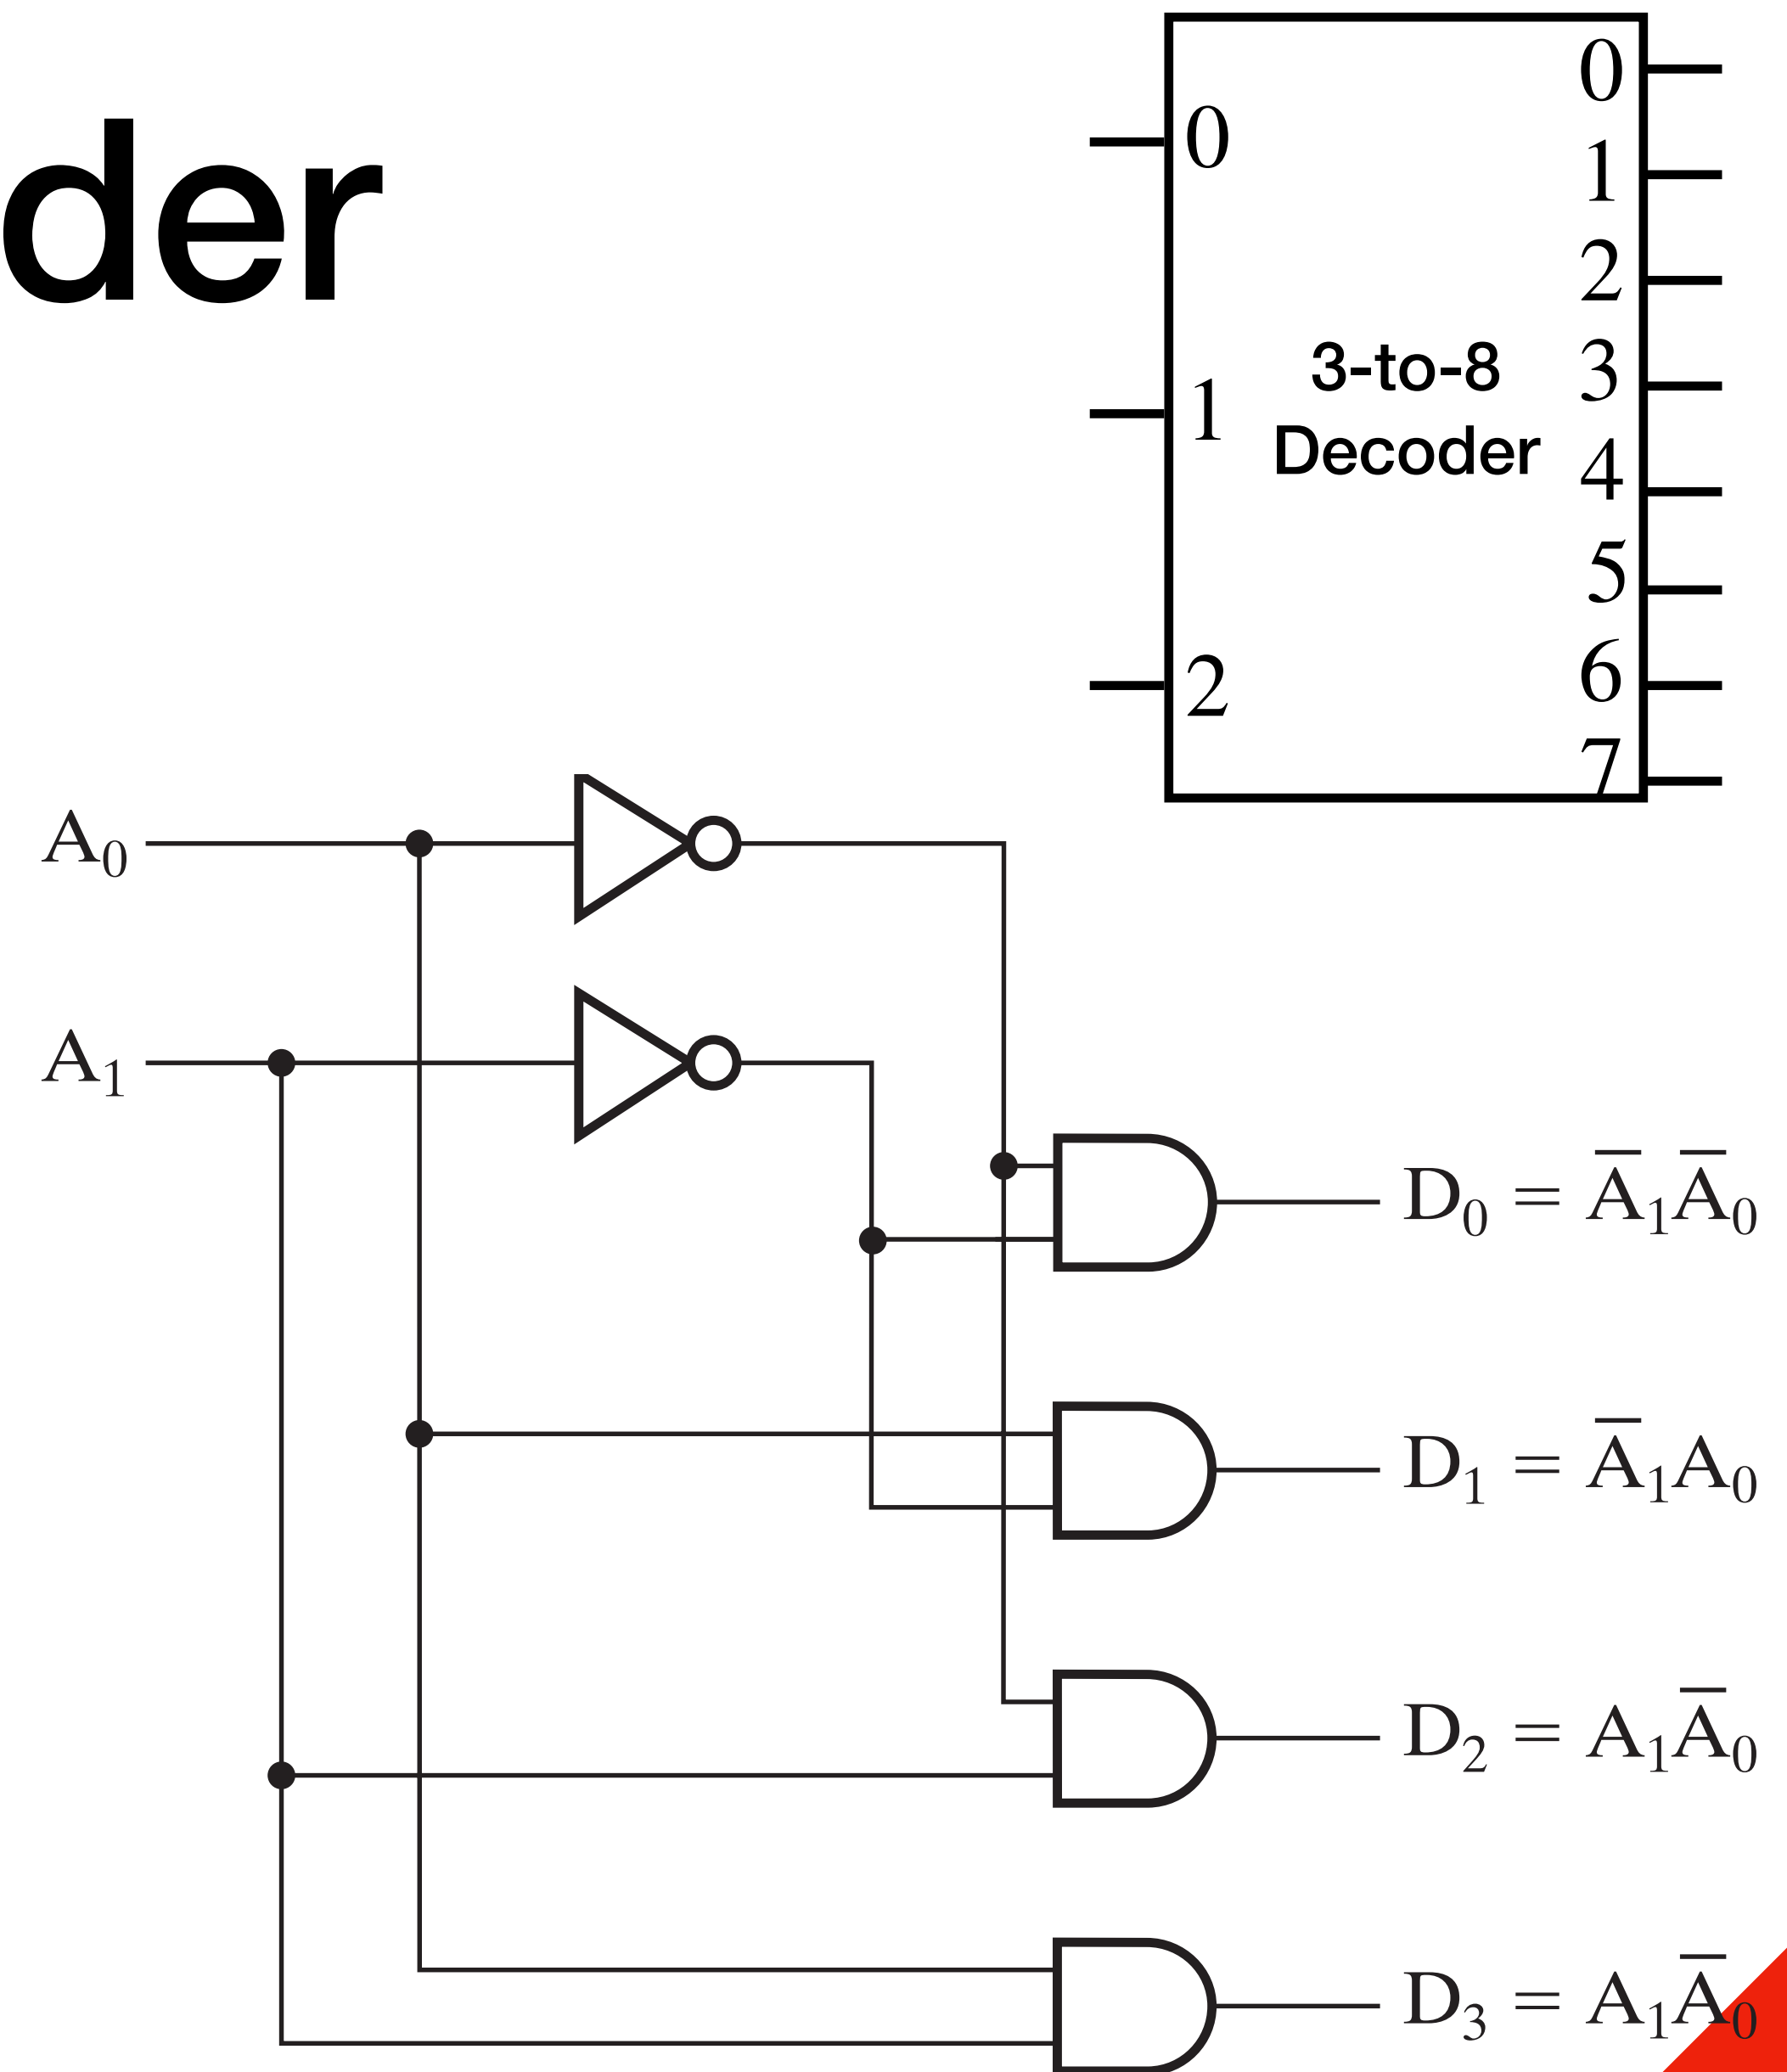 der
0
1
2
3-to-8
Decoder
0
1
2
3
4
5
6
7
A₀
A₁
D₀ = A̅₁A̅₀
D₁ = A̅₁A₀
D₂ = A₁A̅₀
D₃ = A₁A̅₀